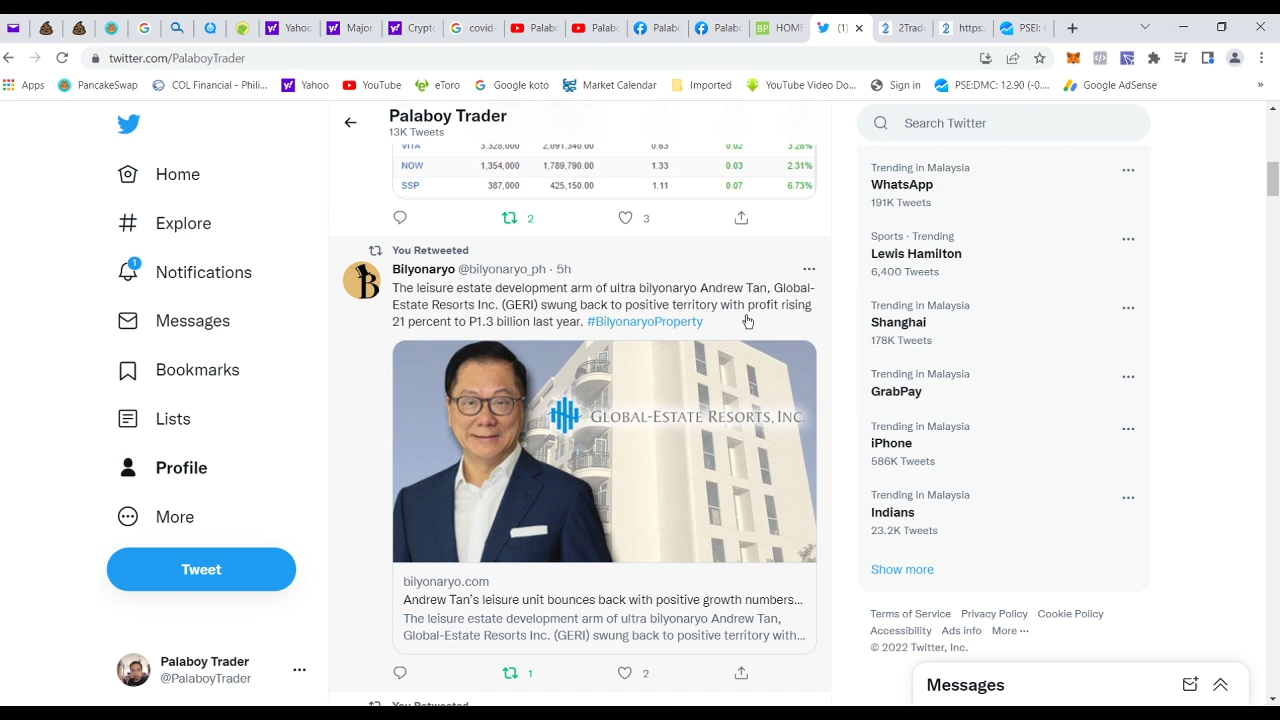 Yahoo
Major
Crypt
covid-
Palab
Palab
Palab
Palab
HOME
(1)
2Trad
https:
PSE: G
twitter.com/PalaboyTrader
Apps
PancakeSwap
COL Financial - Phili...
Yahoo
YouTube
eToro
Google koto
Market Calendar
Imported
YouTube Video Do...
Sign in
PSE:DMC: 12.90 (-0....
Google AdSense
»
Palaboy Trader
13K Tweets
Search Twitter
VITA 3,328,000 2,091,340.00 0.63 0.02 3.28%
NOW 1,354,000 1,789,790.00 1.33 0.03 2.31%
SSP 387,000 425,150.00 1.11 0.07 6.73%
2
3
Home
Explore
1
Notifications
Messages
Bookmarks
Lists
Profile
More
Tweet
Palaboy Trader
@PalaboyTrader
You Retweeted
Bilyonaryo @bilyonaryo_ph · 5h
The leisure estate development arm of ultra bilyonaryo Andrew Tan, Global-
Estate Resorts Inc. (GERI) swung back to positive territory with profit rising
21 percent to P1.3 billion last year. #BilyonaryoProperty
B
GLOBAL-ESTATE RESORTS, INC.
bilyonaryo.com
Andrew Tan's leisure unit bounces back with positive growth numbers...
The leisure estate development arm of ultra bilyonaryo Andrew Tan,
Global-Estate Resorts Inc. (GERI) swung back to positive territory with...
1
2
You Retweeted
Trending in Malaysia
WhatsApp
191K Tweets
Sports · Trending
Lewis Hamilton
6,400 Tweets
Trending in Malaysia
Shanghai
178K Tweets
Trending in Malaysia
GrabPay
Trending in Malaysia
iPhone
586K Tweets
Trending in Malaysia
Indians
23.2K Tweets
Show more
Terms of Service Privacy Policy Cookie Policy
Accessibility Ads info More ···
© 2022 Twitter, Inc.
Messages